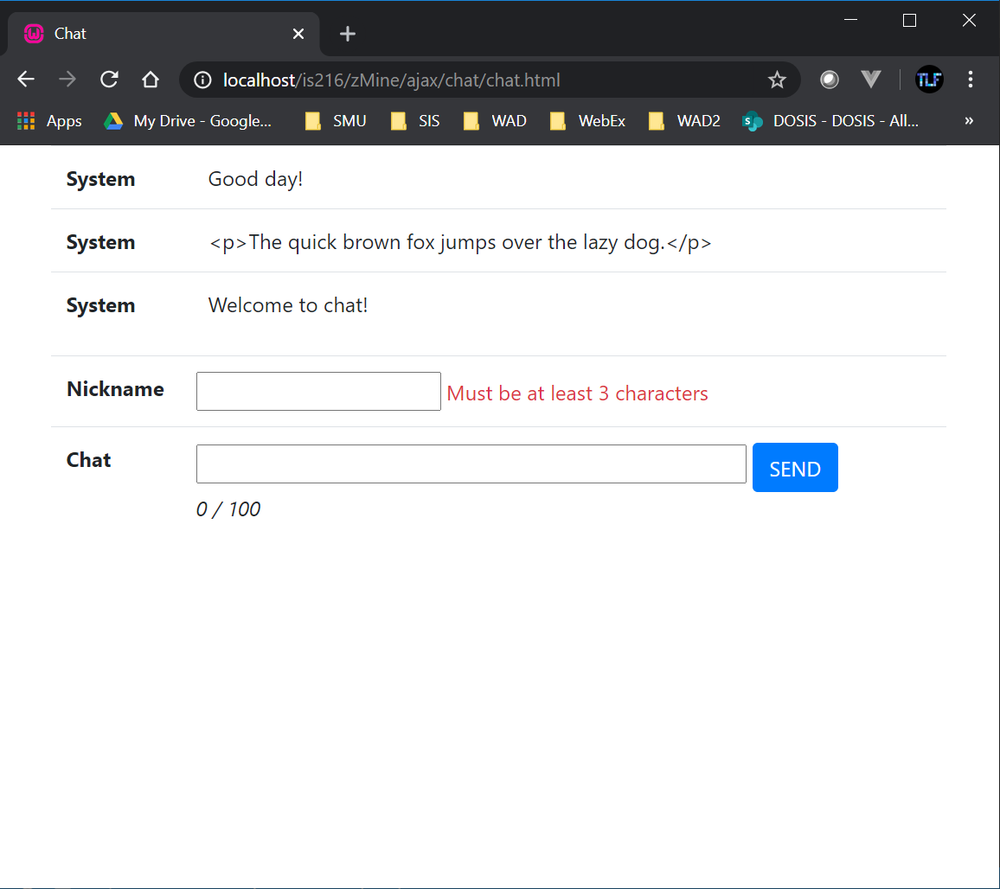 Chat
localhost/is216/zMine/ajax/chat/chat.html
TLF
Apps My Drive - Google... SMU SIS WAD WebEx WAD2 DOSIS - DOSIS - All... »
System Good day!
System <p>The quick brown fox jumps over the lazy dog.</p>
System Welcome to chat!
Nickname Must be at least 3 characters
Chat SEND
0 / 100